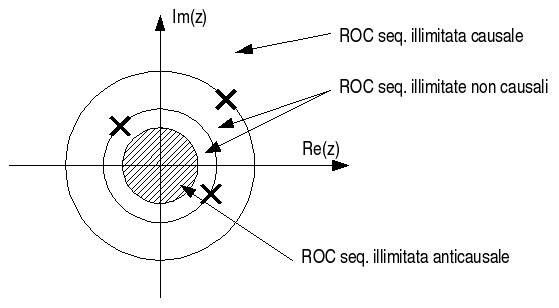 Im(z)
ROC seq. illimitata causale
ROC seq. illimitate non causali
Re(z)
ROC seq. illimitata anticausale